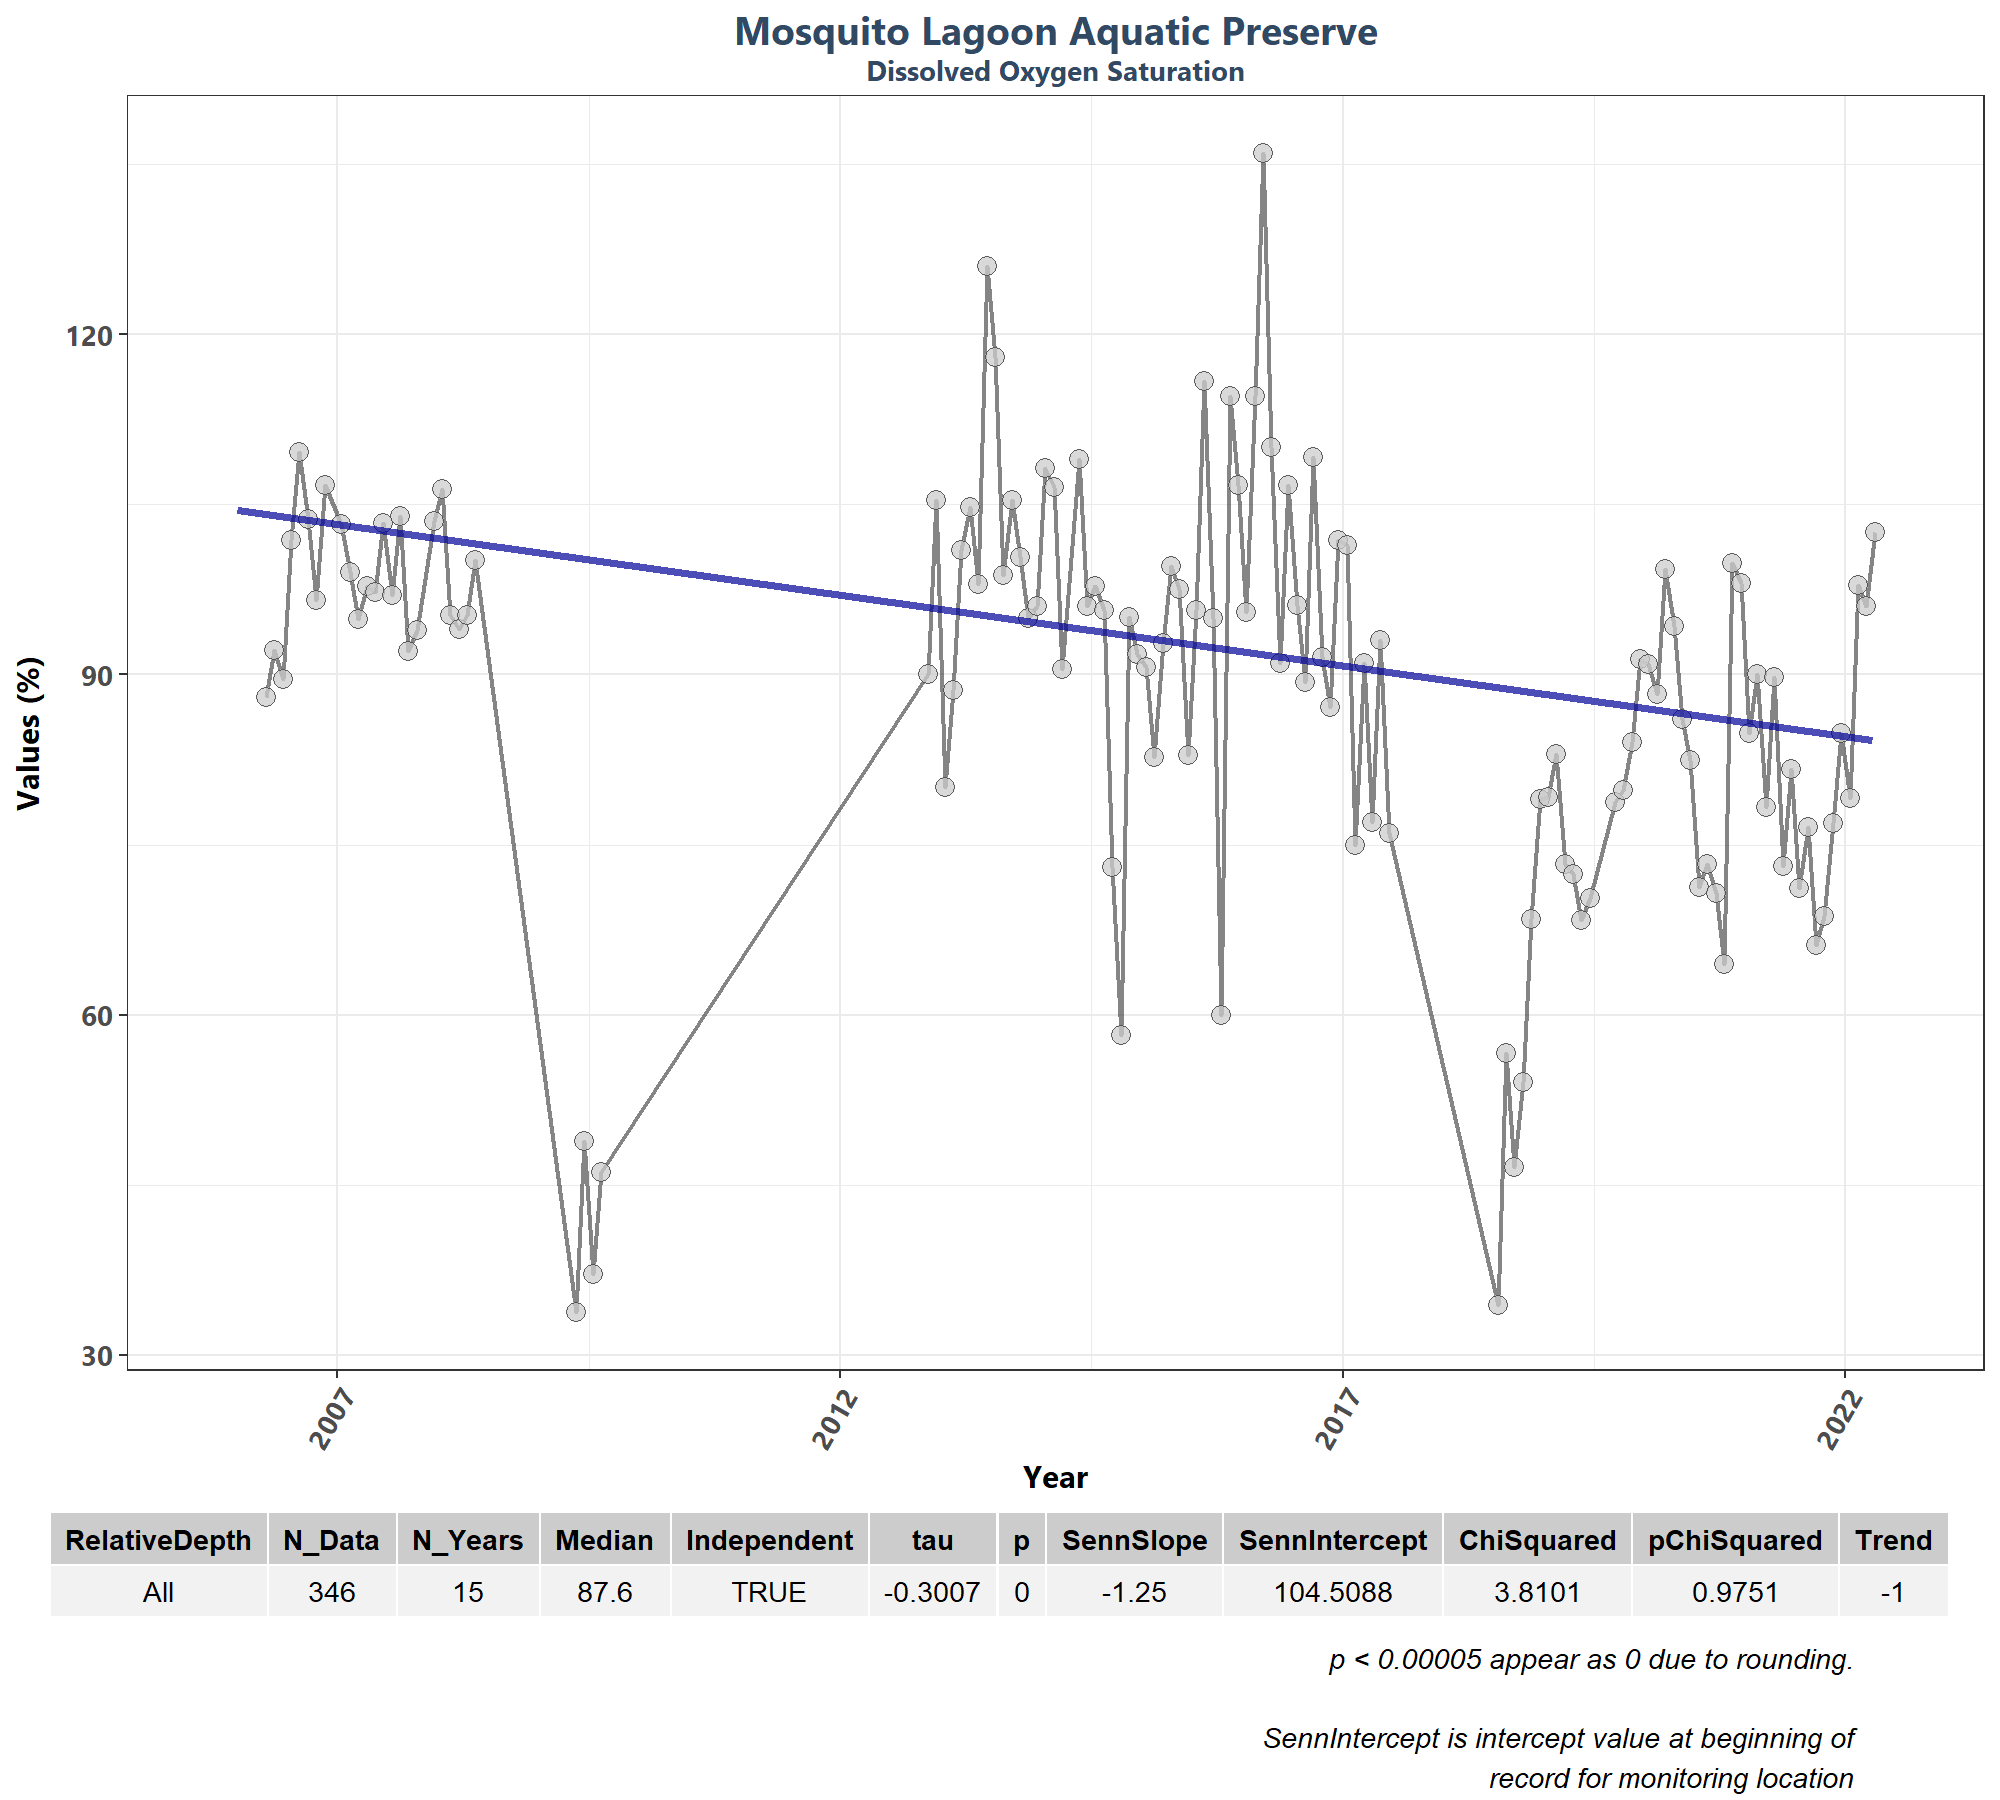 Mosquito Lagoon Aquatic Preserve
Dissolved Oxygen Saturation
Values (%)
120
90
60
30
2007
2012
2017
2022
Year
RelativeDepth N_Data N_Years Median Independent tau p SennSlope SennIntercept ChiSquared pChiSquared Trend
All 346 15 87.6 TRUE -0.3007 0 -1.25 104.5088 3.8101 0.9751 -1
p < 0.00005 appear as 0 due to rounding.
SennIntercept is intercept value at beginning of
record for monitoring location